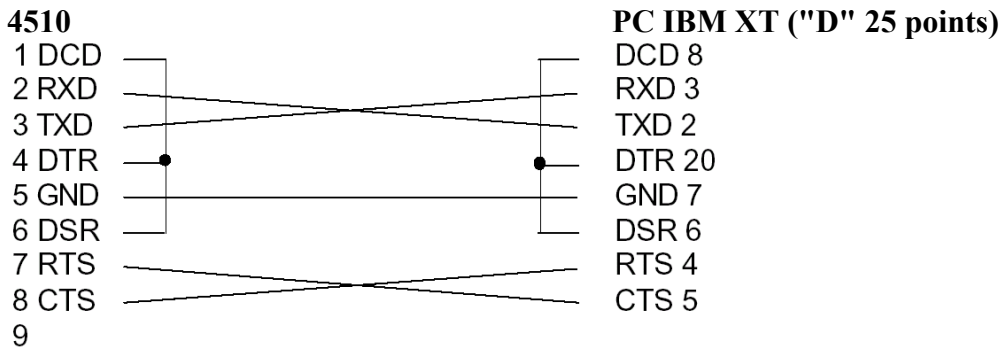 4510 PC IBM XT ("D" 25 points)
1 DCD DCD 8
2 RXD RXD 3
3 TXD TXD 2
4 DTR DTR 20
5 GND GND 7
6 DSR DSR 6
7 RTS RTS 4
8 CTS CTS 5
9